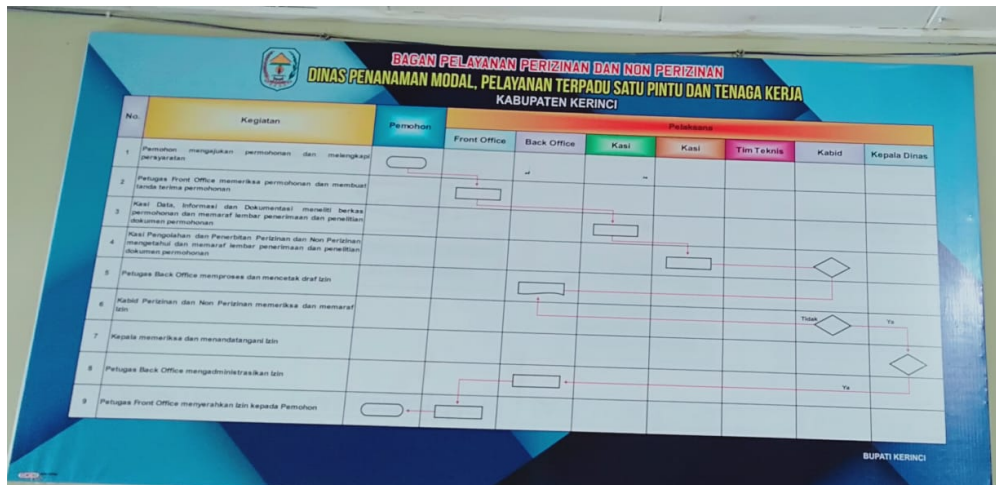 BAGAN PELAYANAN PERIZINAN DAN NON PERIZINAN
DINAS PENANAMAN MODAL, PELAYANAN TERPADU SATU PINTU DAN TENAGA KERJA
KABUPATEN KERINCI
No. Kegiatan Pemohon Pelaksana
Front Office Back Office Kasi Kasi Tim Teknis Kabid Kepala Dinas
1 Pemohon mengajukan permohonan dan melengkapi
persyaratan
2 Petugas Front Office memeriksa permohonan dan membuat
tanda terima permohonan
3 Kasi Data, Informasi dan Dokumentasi meneliti berkas
permohonan dan memaraf lembar penerimaan dan penelitian
dokumen permohonan
4 Kasi Pengolahan dan Penerbitan Perizinan dan Non Perizinan
mengetahui dan memaraf lembar penerimaan dan penelitian
dokumen permohonan
5 Petugas Back Office memproses dan mencetak draf Izin
6 Kabid Perizinan dan Non Perizinan memeriksa dan memaraf
Izin
Tidak Ya
7 Kepala memeriksa dan menandatangani Izin
8 Petugas Back Office mengadministrasikan Izin
Ya
9 Petugas Front Office menyerahkan Izin kepada Pemohon
BUPATI KERINCI